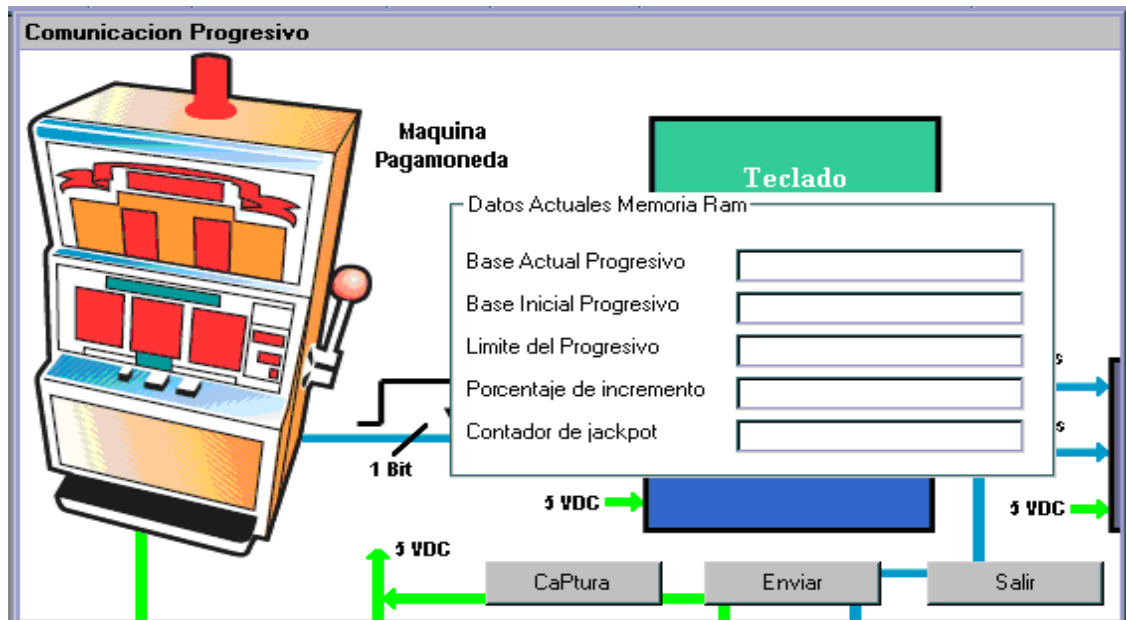 Comunicacion Progresivo
Maquina
Pagamoneda
Teclado
Datos Actuales Memoria Ram
Base Actual Progresivo
Base Inicial Progresivo
Limite del Progresivo
Porcentaje de incremento
Contador de jackpot
1 Bit
5 VDC
5 VDC
5 VDC
CaPtura
Enviar
Salir